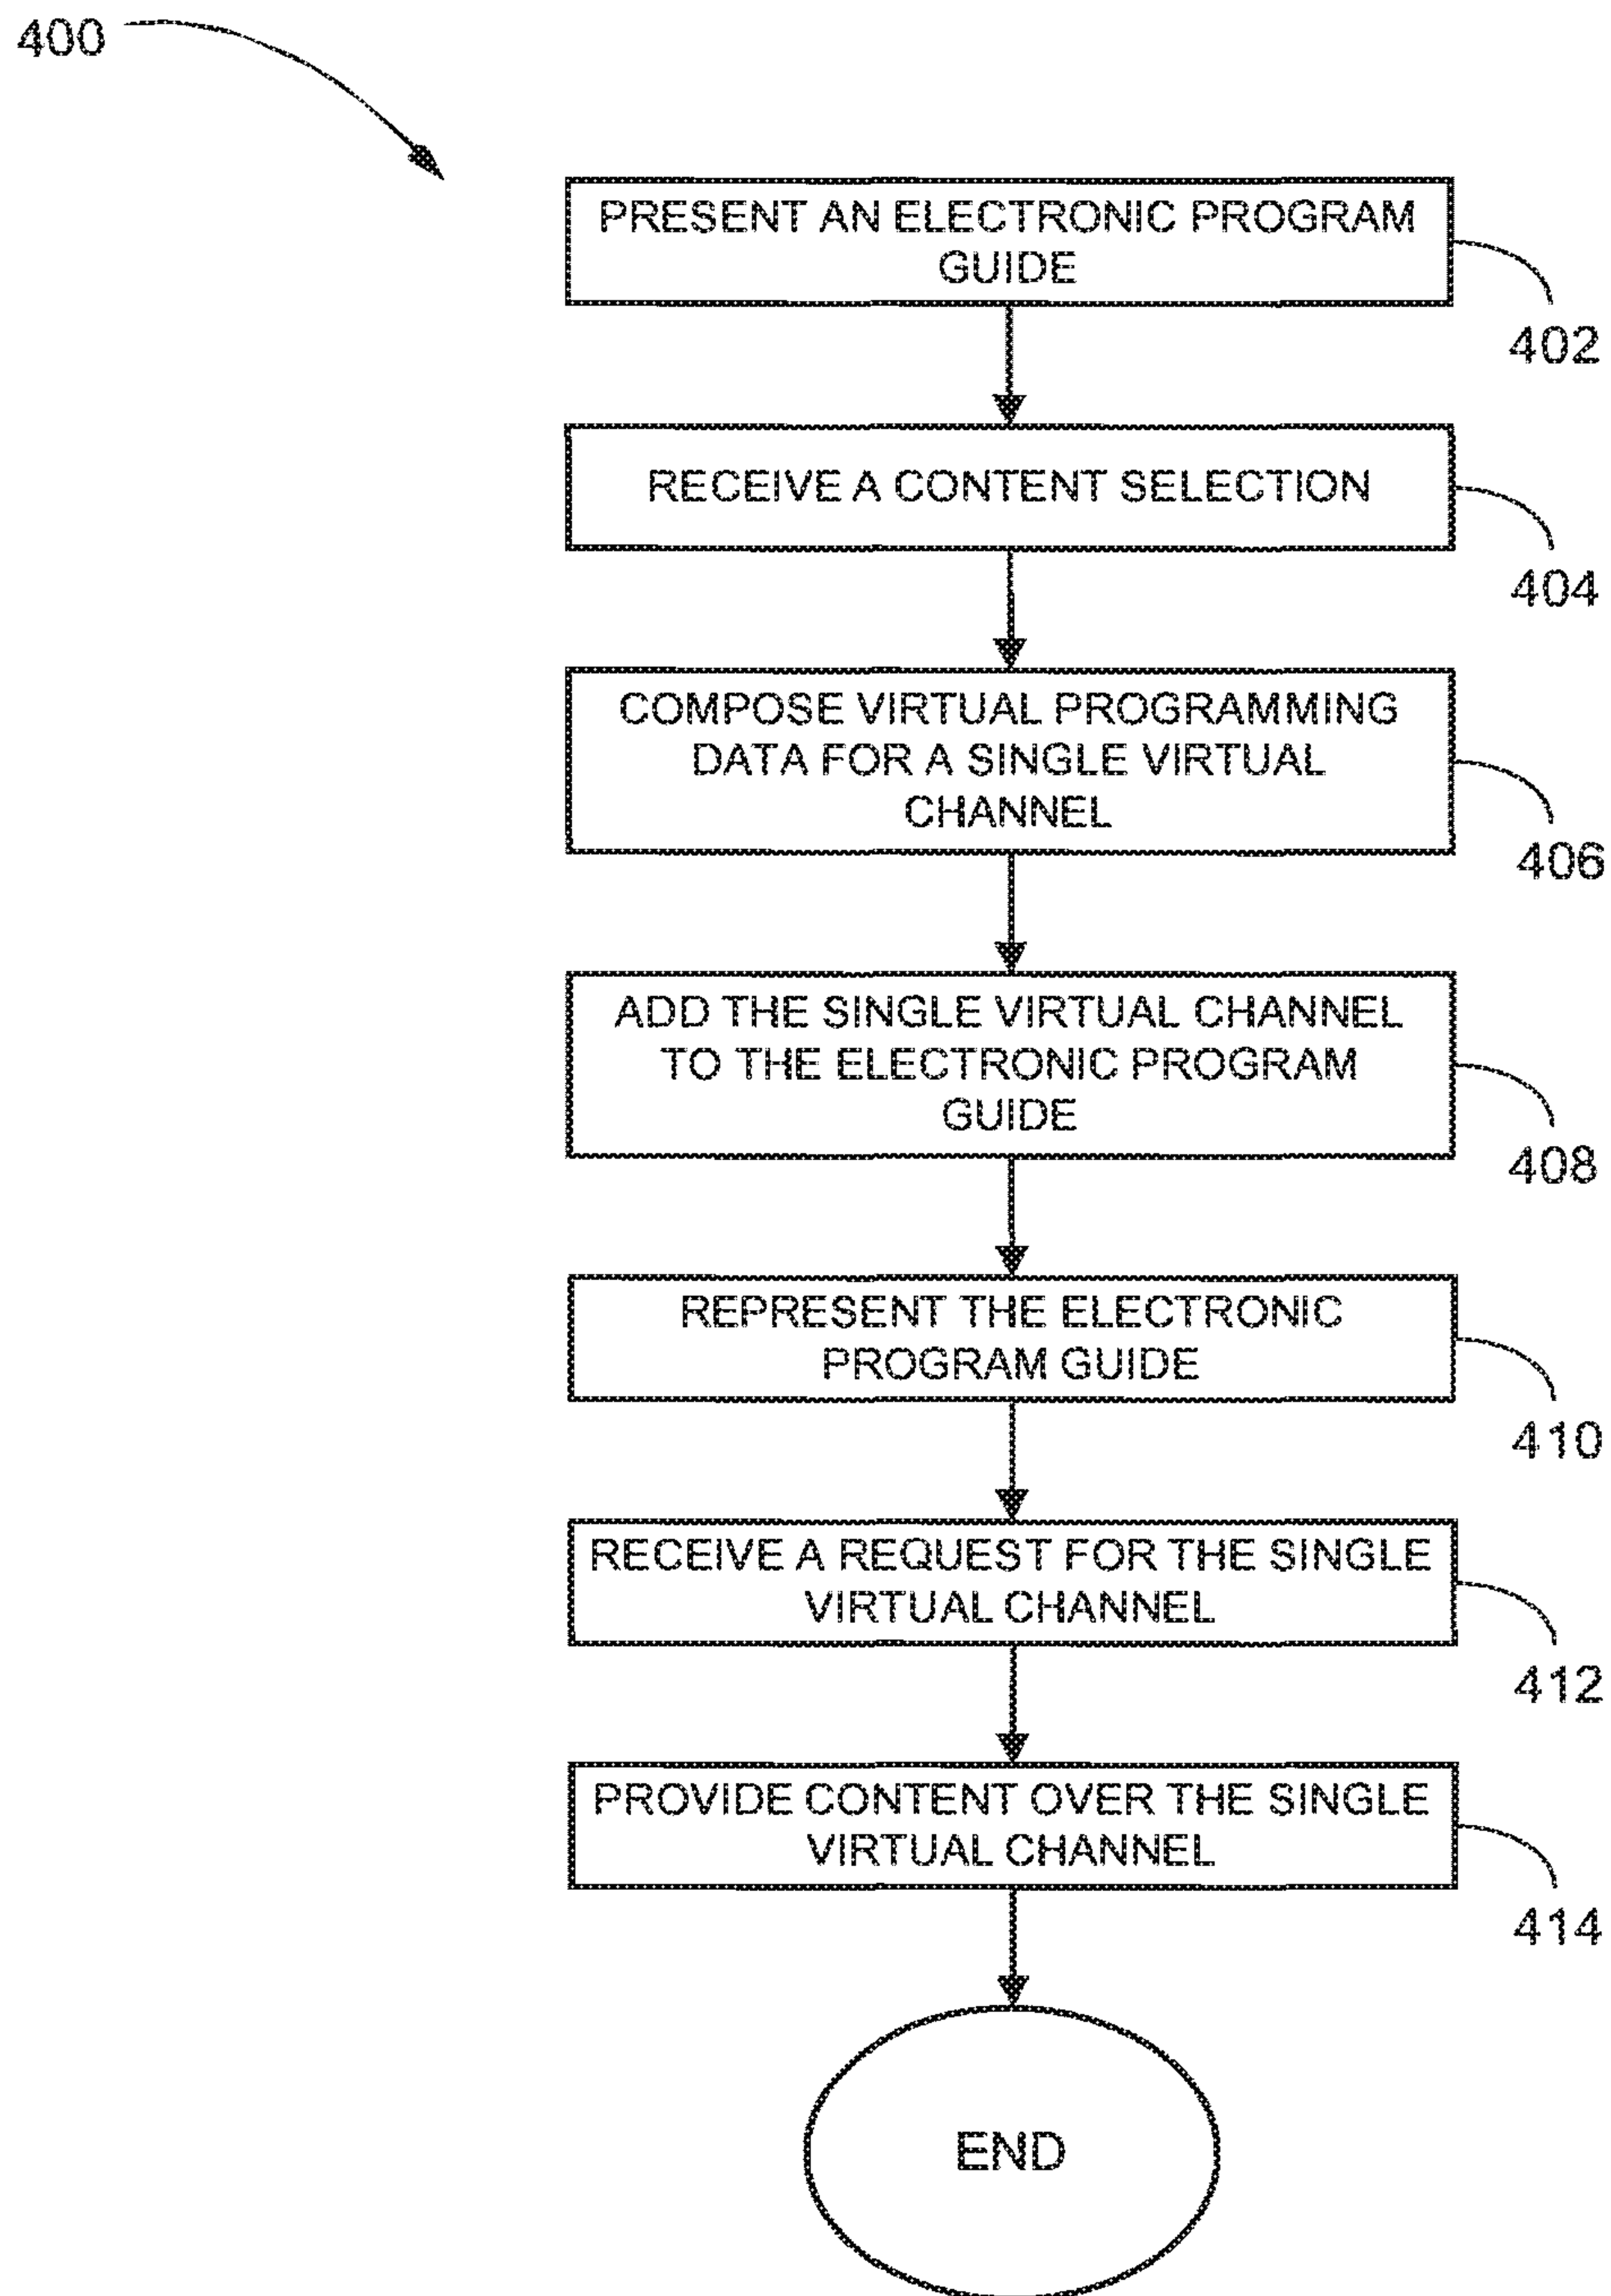 400
PRESENT AN ELECTRONIC PROGRAM
GUIDE
402
RECEIVE A CONTENT SELECTION
404
COMPOSE VIRTUAL PROGRAMMING
DATA FOR A SINGLE VIRTUAL
CHANNEL
406
ADD THE SINGLE VIRTUAL CHANNEL
TO THE ELECTRONIC PROGRAM
GUIDE
408
REPRESENT THE ELECTRONIC
PROGRAM GUIDE
410
RECEIVE A REQUEST FOR THE SINGLE
VIRTUAL CHANNEL
412
PROVIDE CONTENT OVER THE SINGLE
VIRTUAL CHANNEL
414
END